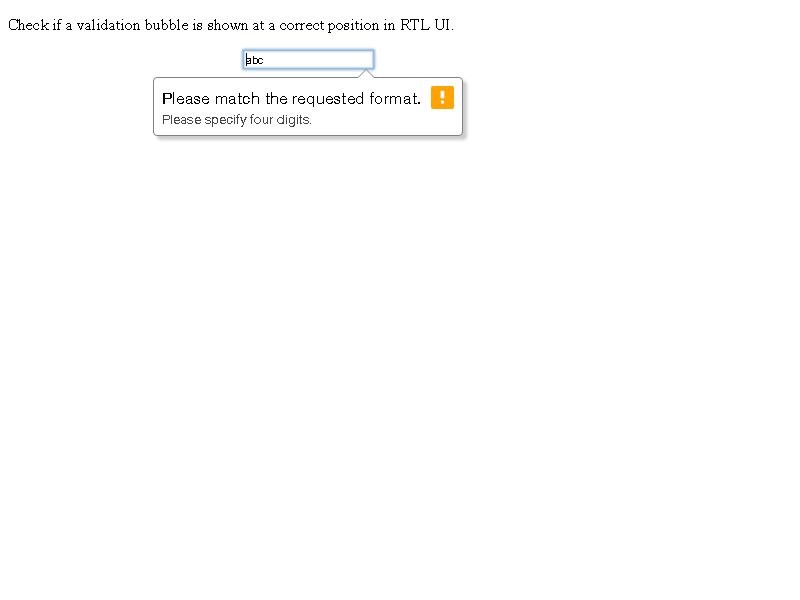 Check if a validation bubble is shown at a correct position in RTL UI.
abc
Please match the requested format.
Please specify four digits.